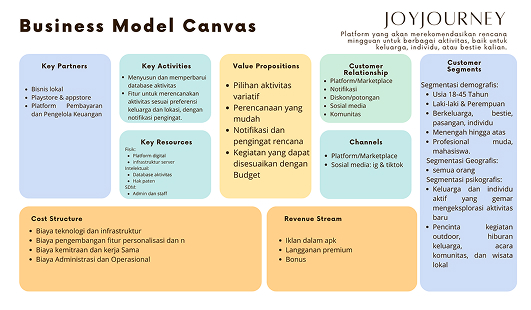 Business Model Canvas
JOYJOURNEY
Platform yang akan merekomendasikan rencana
mingguan untuk berbagai aktivitas, baik untuk
keluarga, individu, atau bestie kalian.
Key Partners
• Bisnis lokal
• Playstore & appstore
• Platform Pembayaran
dan Pengelola Keuangan
Key Activities
• Menyusun dan memperbarui
database aktivitas
• Fitur untuk merencanakan
aktivitas sesuai preferensi
keluarga dan lokasi, dengan
notifikasi pengingat.
Key Resources
Fisik:
• Platform digital
• infrastruktur server
Intelektual:
• Database aktivitas
• Hak paten
SDM:
• Admin dan staff
Value Propositions
• Pilihan aktivitas
variatif
• Perencanaan yang
mudah
• Notifikasi dan
pengingat rencana
• Kegiatan yang dapat
disesuaikan dengan
Budget
Customer
Relationship
• Platform/Marketplace
• Notifikasi
• Diskon/potongan
• Sosial media
• Komunitas
Channels
• Platform/Marketplace
• Sosial media: ig & tiktok
Customer
Segments
Segmentasi demografis:
• Usia 18-45 Tahun
• Laki-laki & Perempuan
• Berkeluarga, bestie,
pasangan, individu
• Menengah hingga atas
• Profesional muda,
mahasiswa.
Segmentasi Geografis:
• semua orang
Segmentasi psikografis:
• Keluarga dan individu
aktif yang gemar
mengeksplorasi aktivitas
baru
• Pencinta kegiatan
outdoor, hiburan
keluarga, acara
komunitas, dan wisata
lokal
Cost Structure
• Biaya teknologi dan infrastruktur
• Biaya pengembangan fitur personalisasi dan n
• Biaya kemitraan dan kerja Sama
• Biaya Administrasi dan Operasional
Revenue Stream
• Iklan dalam apk
• Langganan premium
• Bonus